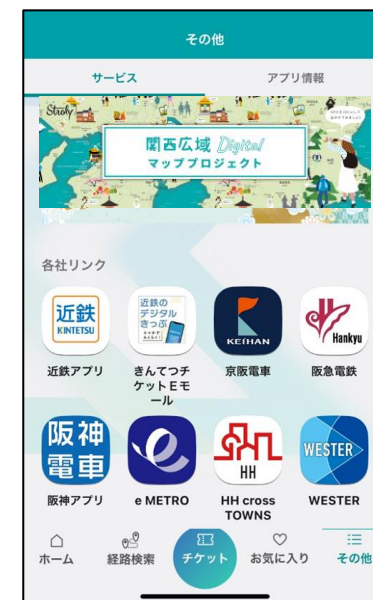 その他
サービス
アプリ情報
Stroly
関西広域 Digital
マッププロジェクト
各社リンク
近鉄
KINTETSU
近鉄の
デジタル
きっぷ
KEIHAN
Hankyu
近鉄アプリ
きんてつチ
ケットEモ
ール
京阪電車
阪急電鉄
阪神
電車
HH
WESTER
阪神アプリ
e METRO
HH cross
TOWNS
WESTER
ホーム
経路検索
チケット
お気に入り
その他